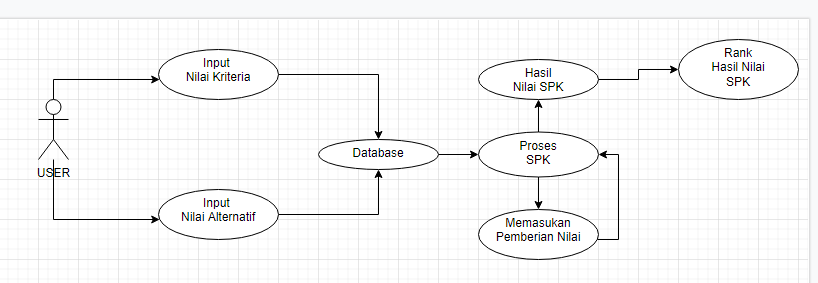 Input
Nilai Kriteria
USER
Input
Nilai Alternatif
Database
Hasil
Nilai SPK
Proses
SPK
Memasukan
Pemberian Nilai
Rank
Hasil Nilai
SPK